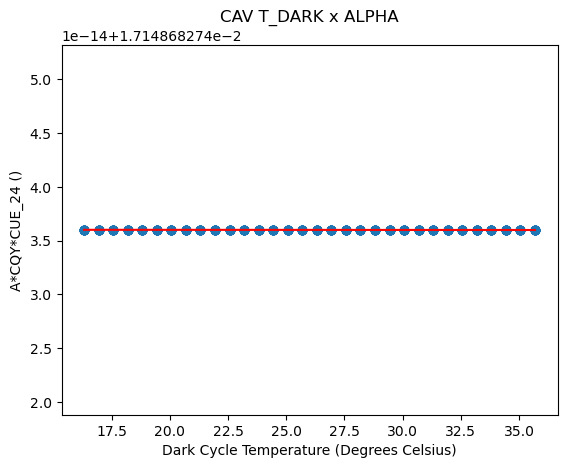 CAV T_DARK x ALPHA
1e−14+1.714868274e−2
5.0
4.5
4.0
3.5
3.0
2.5
2.0
A*CQY*CUE_24 ()
17.5 20.0 22.5 25.0 27.5 30.0 32.5 35.0
Dark Cycle Temperature (Degrees Celsius)